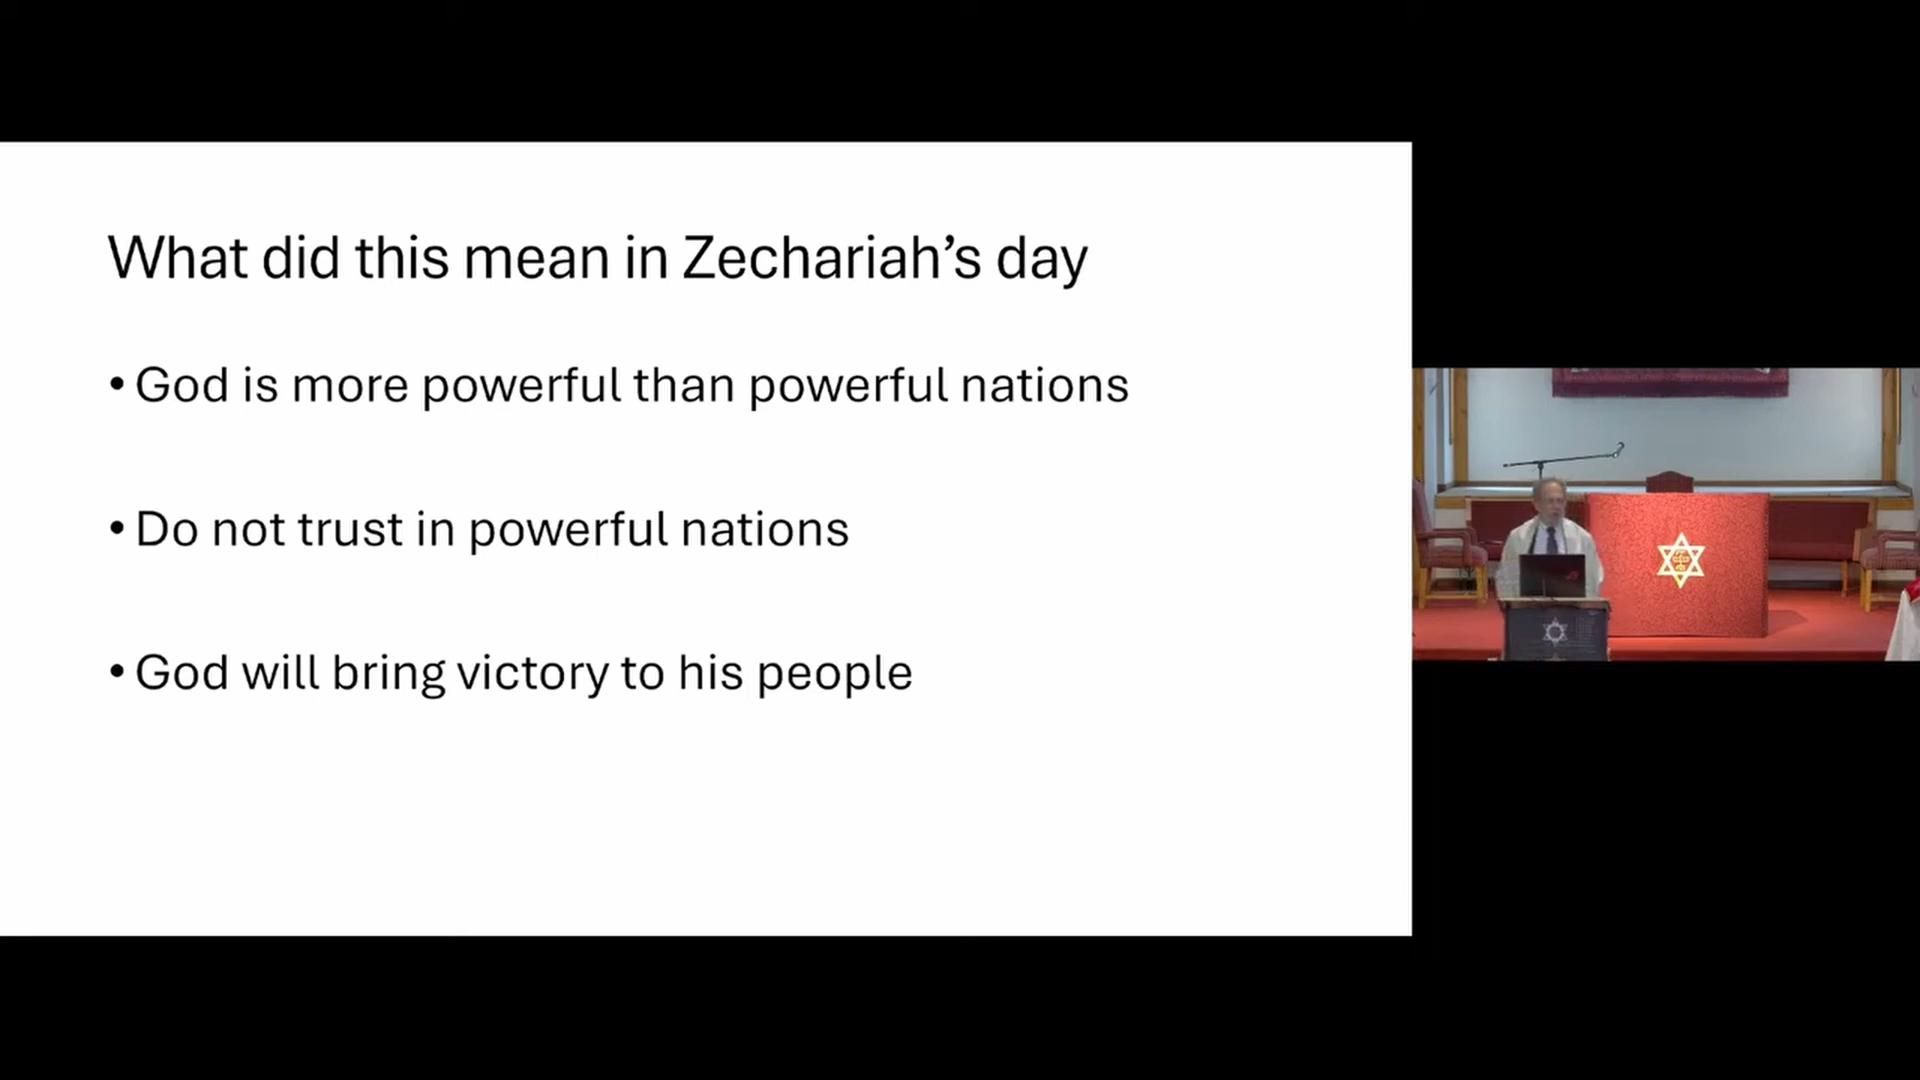 What did this mean in Zechariah’s day
• God is more powerful than powerful nations
• Do not trust in powerful nations
• God will bring victory to his people